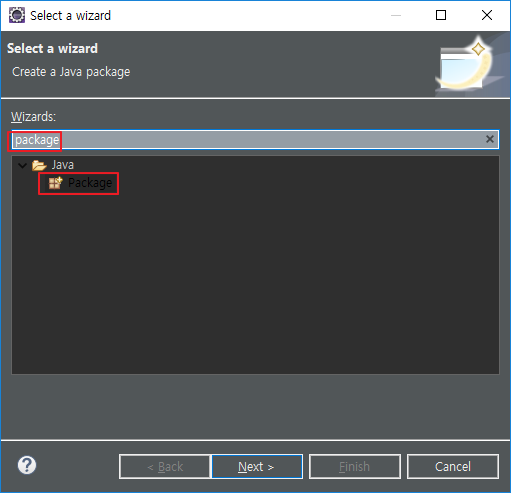 Select a wizard
Select a wizard
Create a Java package
Wizards:
package
Java
Package
< Back
Next >
Finish
Cancel